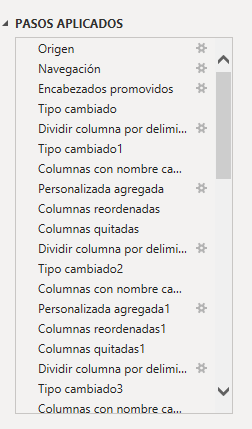 PASOS APLICADOS
Origen
Navegación
Encabezados promovidos
Tipo cambiado
Dividir columna por delimi...
Tipo cambiado1
Columnas con nombre ca...
Personalizada agregada
Columnas reordenadas
Columnas quitadas
Dividir columna por delimi...
Tipo cambiado2
Columnas con nombre ca...
Personalizada agregada1
Columnas reordenadas1
Columnas quitadas1
Dividir columna por delimi...
Tipo cambiado3
Columnas con nombre ca...